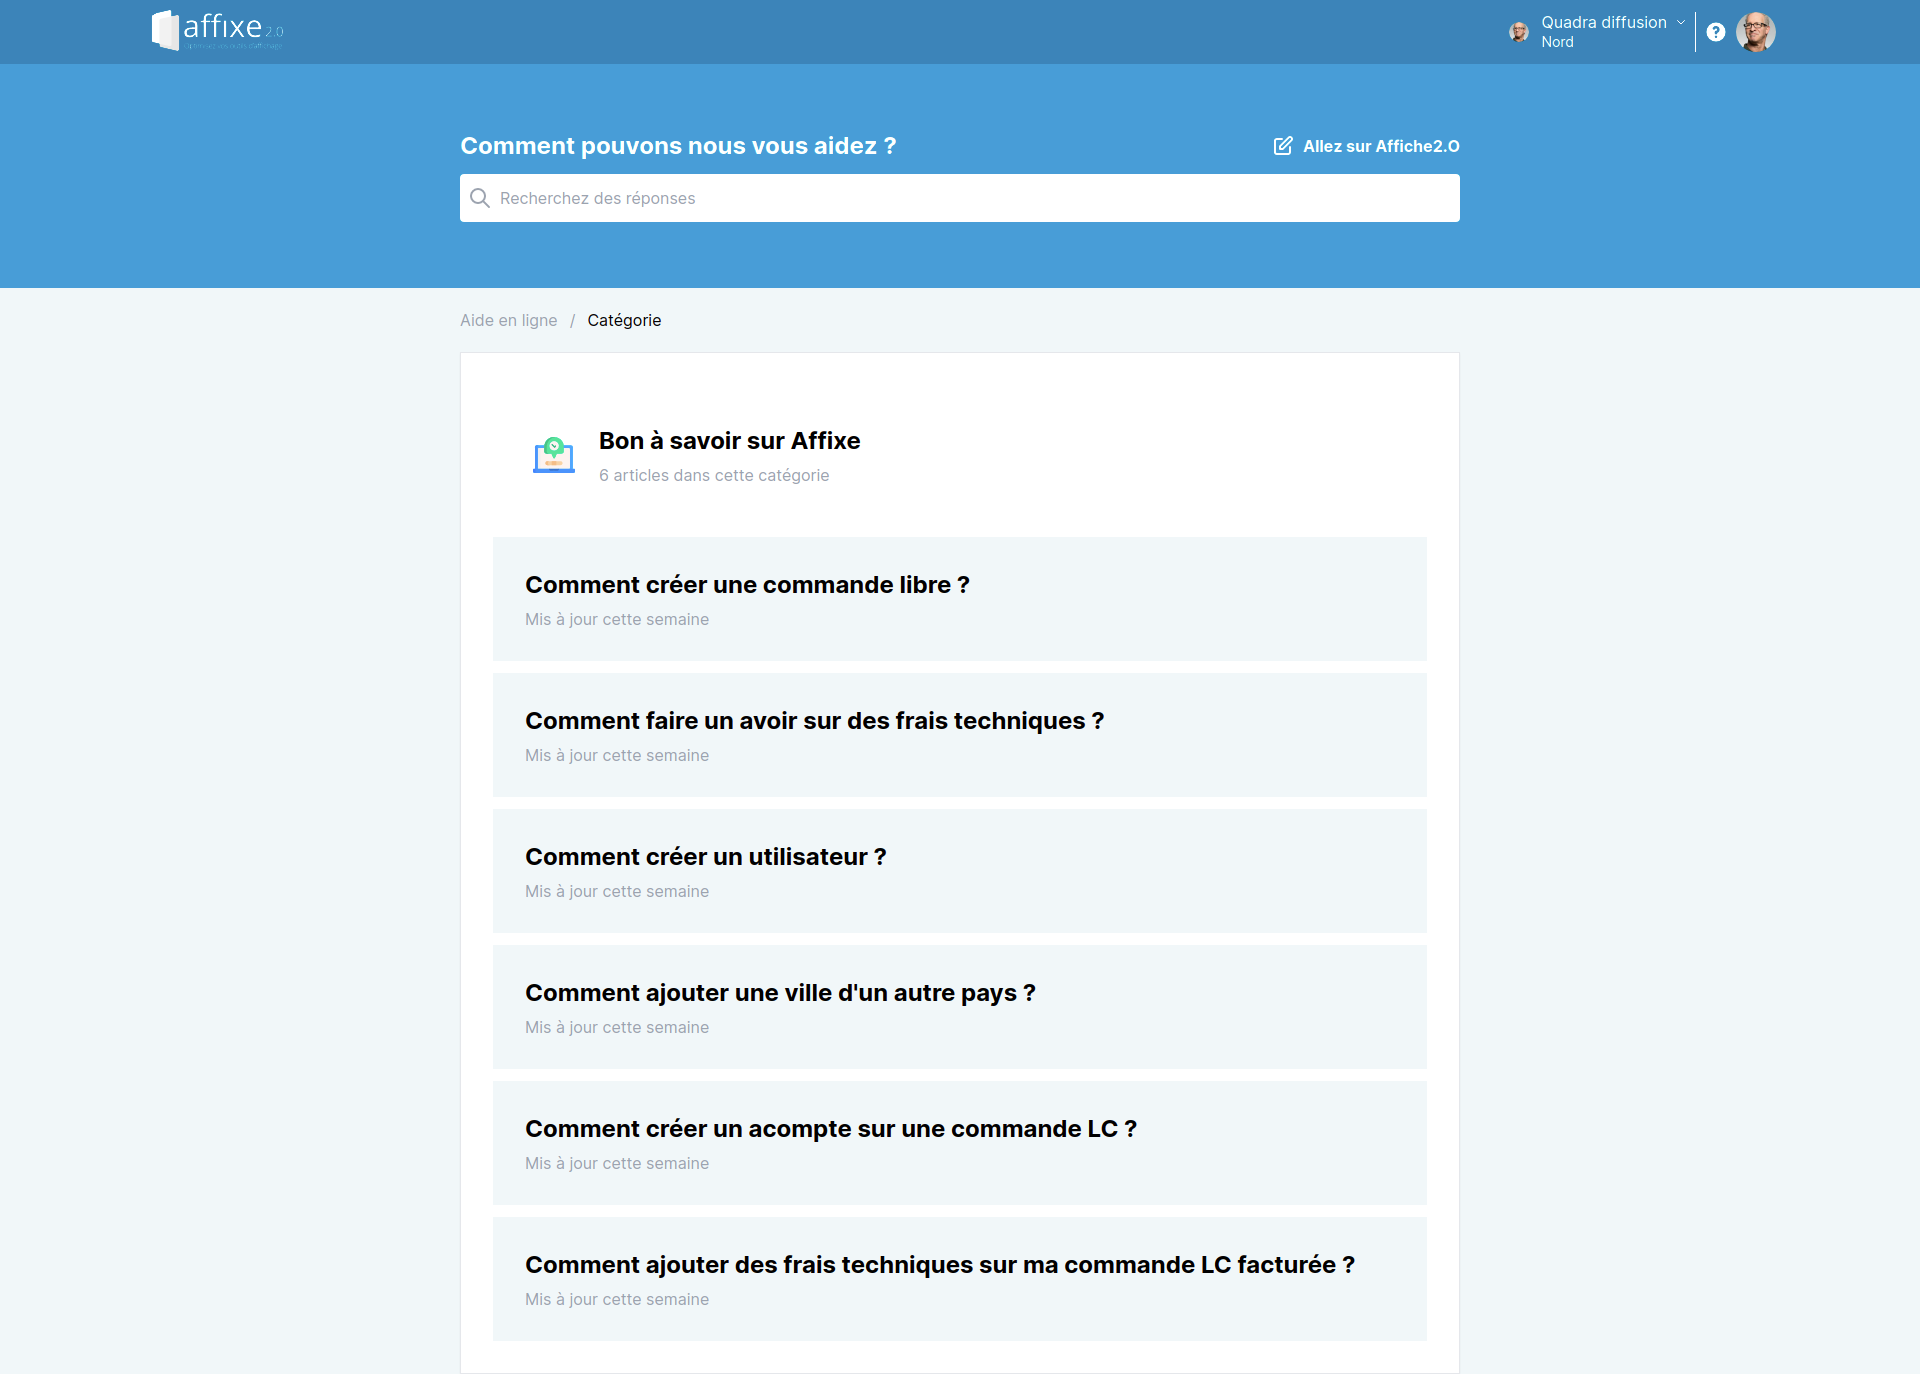 affixe 2.0
Quadra diffusion
Nord
Comment pouvons nous vous aidez ?
Allez sur Affiche2.O
Recherchez des réponses
Aide en ligne / Catégorie
Bon à savoir sur Affixe
6 articles dans cette catégorie
Comment créer une commande libre ?
Mis à jour cette semaine
Comment faire un avoir sur des frais techniques ?
Mis à jour cette semaine
Comment créer un utilisateur ?
Mis à jour cette semaine
Comment ajouter une ville d'un autre pays ?
Mis à jour cette semaine
Comment créer un acompte sur une commande LC ?
Mis à jour cette semaine
Comment ajouter des frais techniques sur ma commande LC facturée ?
Mis à jour cette semaine